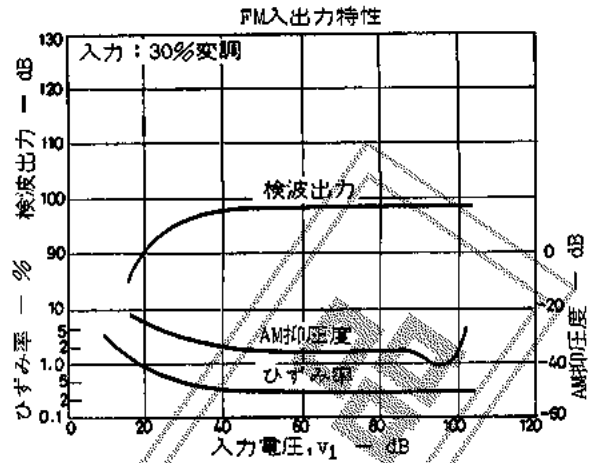 FM入出力特性
入力：30％変調
130
120
110
100
90
10
5
2
1.0
5
2
0.1
検波出力 — dB
ひずみ率 — ％
検波出力
AM抑圧度
ひずみ率
0
-20
-40
-60
AM抑圧度 — dB
0 20 40 60 80 100 120
入力電圧，v₁ — dB